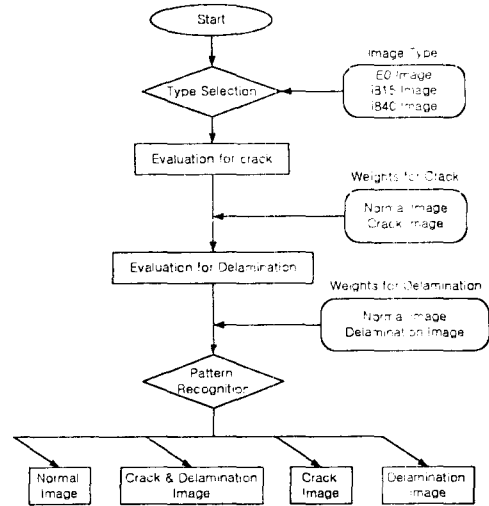 Start
Image Type
Type Selection
E0 Image
i815 Image
i840 Image
Evaluation for crack
Weights for Crack
Normal Image
Crack Image
Evaluation for Delamination
Weights for Delamination
Normal Image
Delamination Image
Pattern
Recognition
Normal
Image
Crack & Delamination
Image
Crack
Image
Delamination
Image